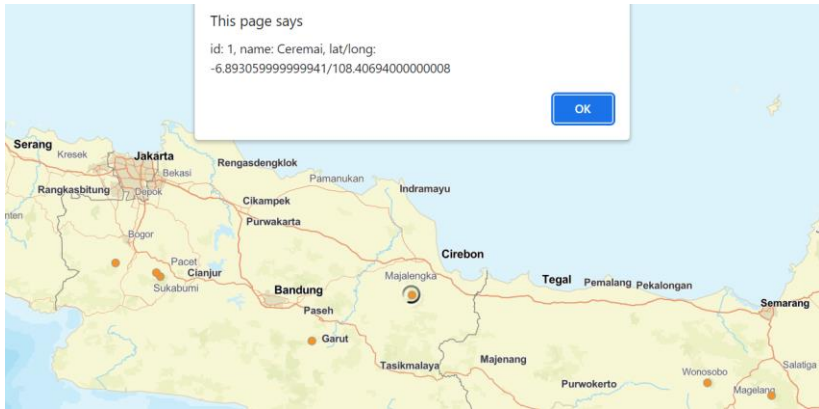 This page says
id: 1, name: Ceremai, lat/long:
-6.893059999999941/108.40694000000008
OK
Serang
Kresek
Jakarta
Bekasi
Rengasdengklok
Pamanukan
Indramayu
Rangkasbitung
Depok
Cikampek
nten
Purwakarta
Bogor
Cirebon
Pacet
Cianjur
Sukabumi
Majalengka
Bandung
Tegal
Pemalang
Pekalongan
Semarang
Paseh
Garut
Tasikmalaya
Majenang
Wonosobo
Salatiga
Purwokerto
Magelang